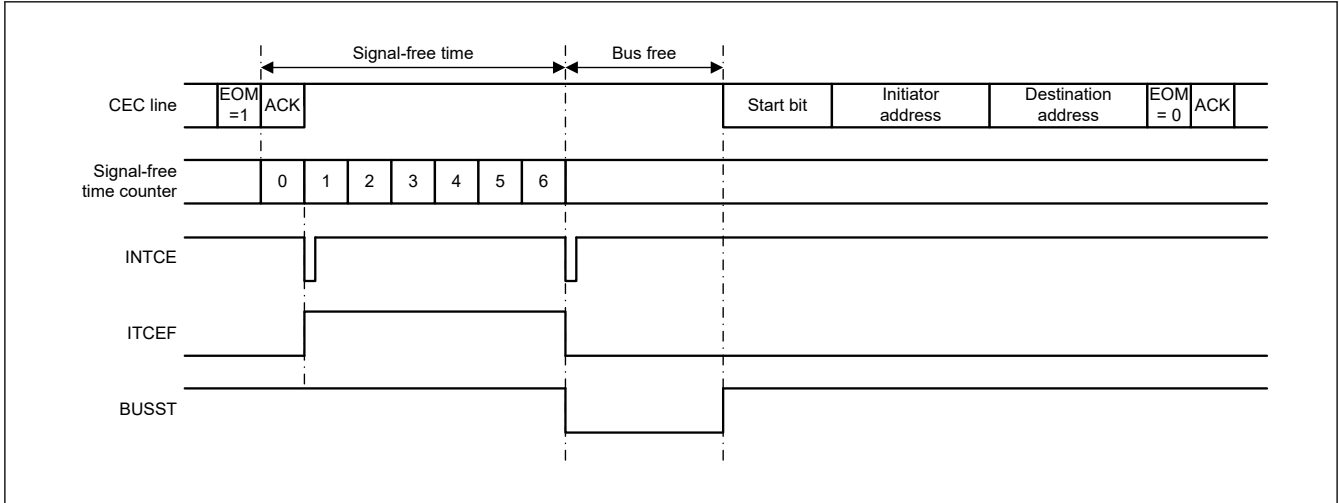 Signal-free time
Bus free
CEC line
EOM
=1
ACK
Start bit
Initiator
address
Destination
address
EOM
= 0
ACK
Signal-free
time counter
0 1 2 3 4 5 6
INTCE
ITCEF
BUSST